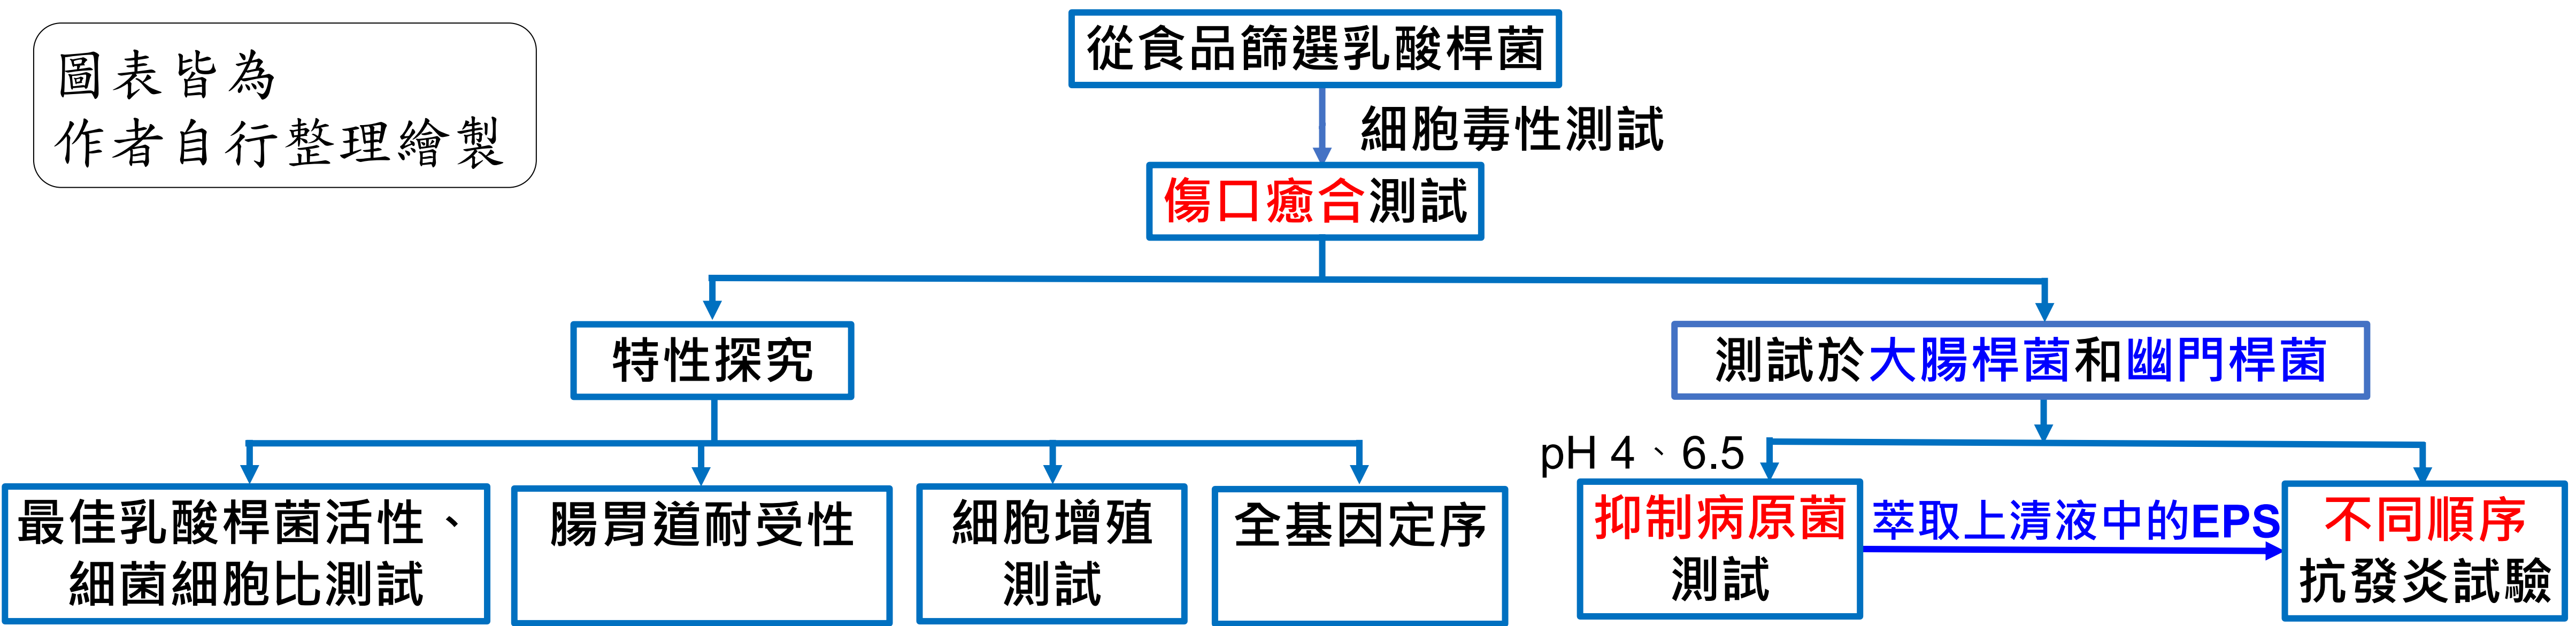 圖表皆為
作者自行整理繪製
從食品篩選乳酸桿菌
細胞毒性測試
傷口癒合測試
特性探究
測試於大腸桿菌和幽門桿菌
pH 4、6.5
最佳乳酸桿菌活性、
細菌細胞比測試
腸胃道耐受性
細胞增殖
測試
全基因定序
抑制病原菌
測試
萃取上清液中的EPS
不同順序
抗發炎試驗